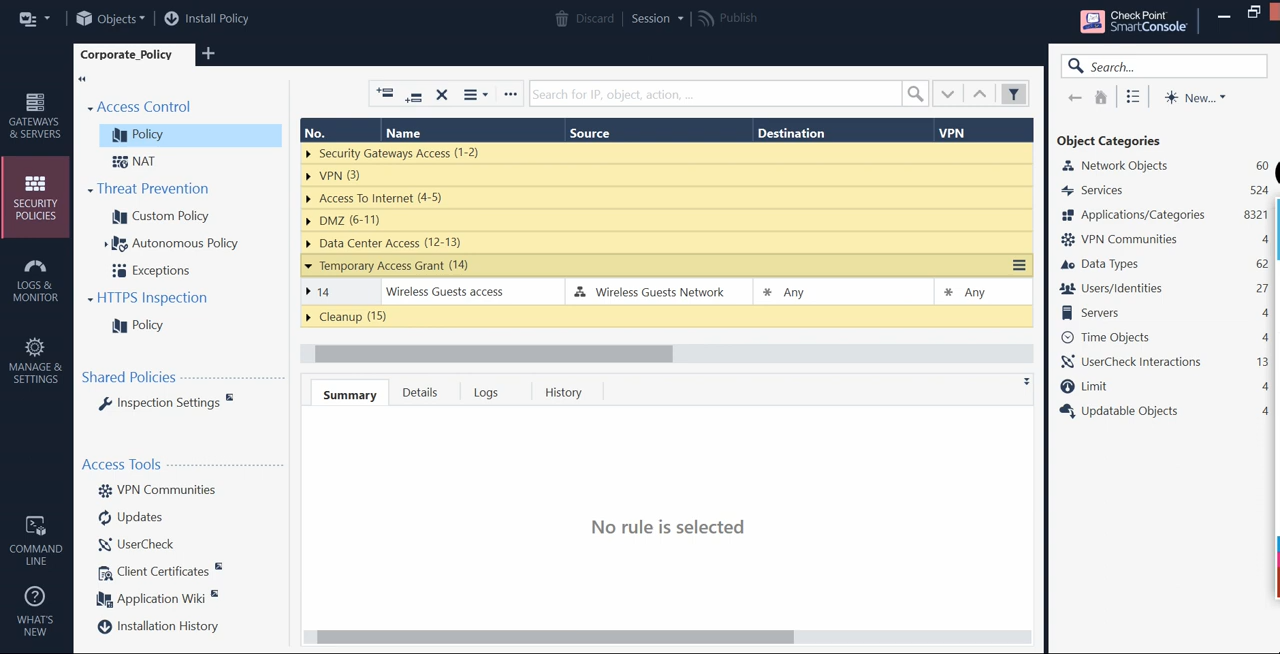 Objects
Install Policy
Discard
Session
Publish
Check Point
SmartConsole
Corporate_Policy
GATEWAYS
& SERVERS
SECURITY
POLICIES
LOGS &
MONITOR
MANAGE &
SETTINGS
COMMAND
LINE
WHAT'S
NEW
Access Control
Policy
NAT
Threat Prevention
Custom Policy
Autonomous Policy
Exceptions
HTTPS Inspection
Policy
Shared Policies
Inspection Settings
Access Tools
VPN Communities
Updates
UserCheck
Client Certificates
Application Wiki
Installation History
Search for IP, object, action, ...
No. Name Source Destination VPN
Security Gateways Access (1-2)
VPN (3)
Access To Internet (4-5)
DMZ (6-11)
Data Center Access (12-13)
Temporary Access Grant (14)
14 Wireless Guests access Wireless Guests Network Any Any
Cleanup (15)
Summary Details Logs History
No rule is selected
Search...
New...
Object Categories
Network Objects 60
Services 524
Applications/Categories 8321
VPN Communities 4
Data Types 62
Users/Identities 27
Servers 4
Time Objects 4
UserCheck Interactions 13
Limit 4
Updatable Objects 4